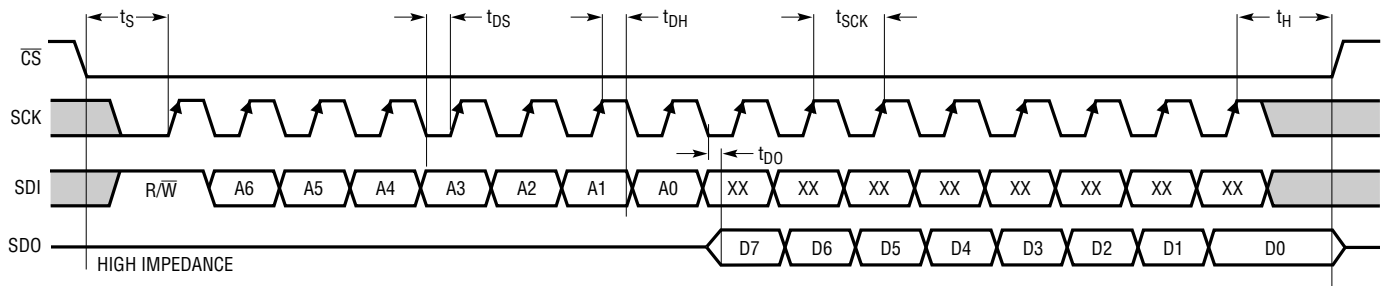 tS tDS tDH tSCK tH
CS
SCK
tDO
SDI R/W A6 A5 A4 A3 A2 A1 A0 XX XX XX XX XX XX XX XX
SDO D7 D6 D5 D4 D3 D2 D1 D0
HIGH IMPEDANCE